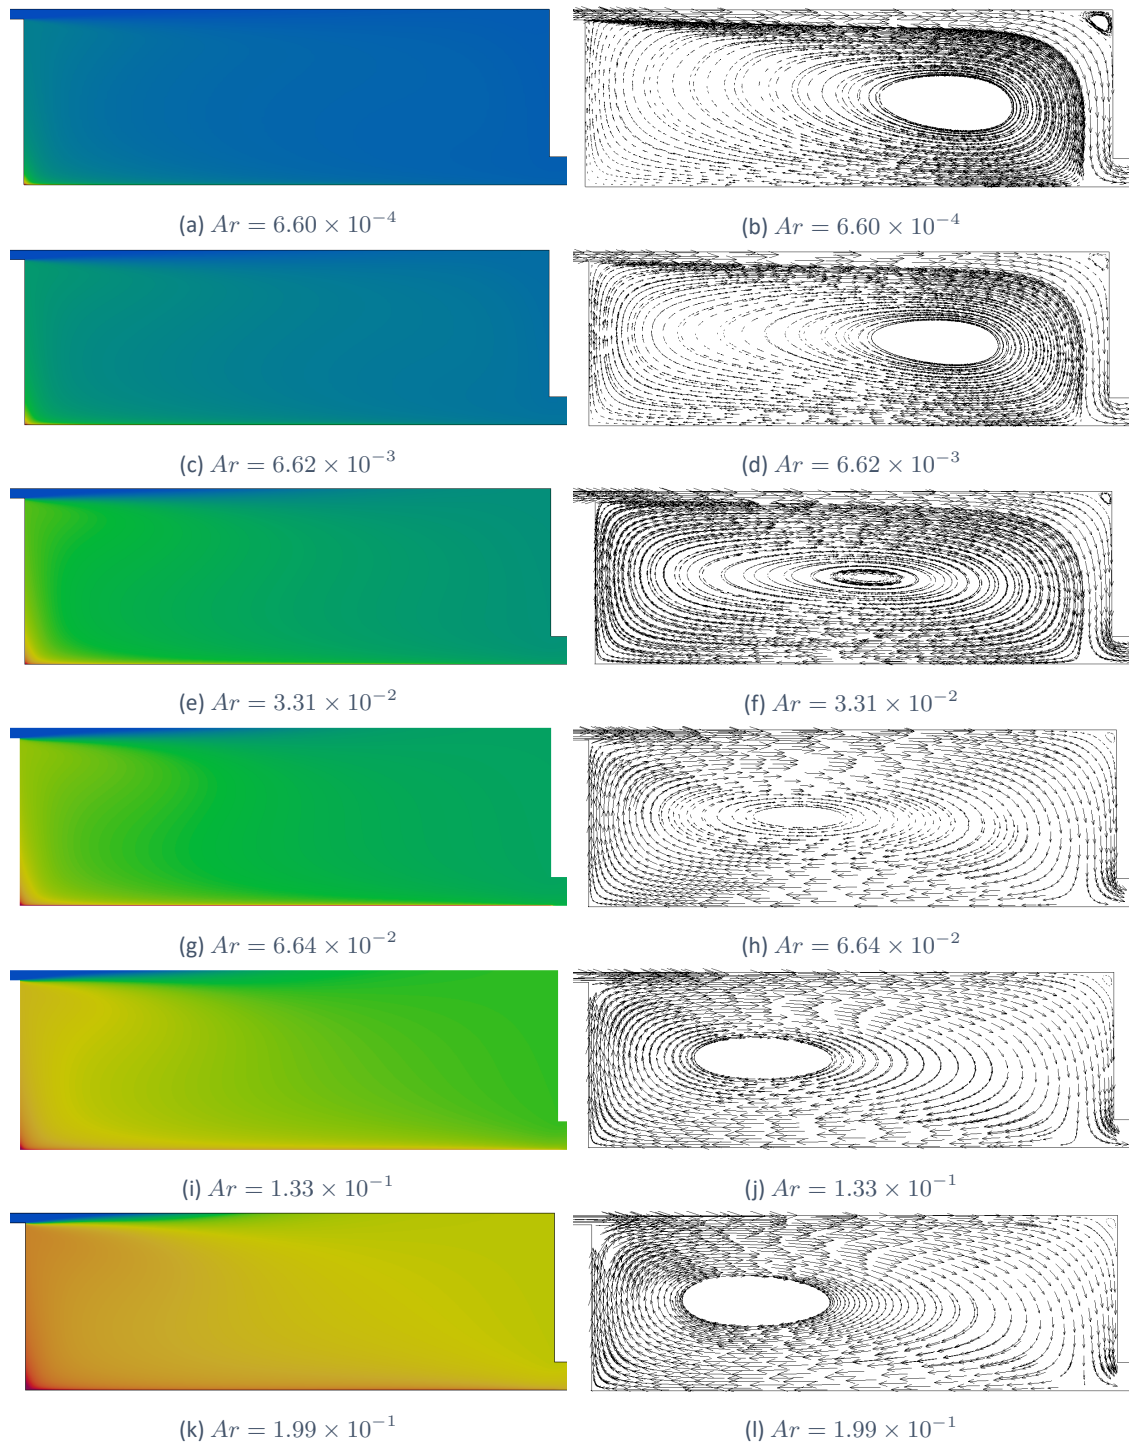 (a) Ar = 6.60 × 10⁻⁴
(b) Ar = 6.60 × 10⁻⁴
(c) Ar = 6.62 × 10⁻³
(d) Ar = 6.62 × 10⁻³
(e) Ar = 3.31 × 10⁻²
(f) Ar = 3.31 × 10⁻²
(g) Ar = 6.64 × 10⁻²
(h) Ar = 6.64 × 10⁻²
(i) Ar = 1.33 × 10⁻¹
(j) Ar = 1.33 × 10⁻¹
(k) Ar = 1.99 × 10⁻¹
(l) Ar = 1.99 × 10⁻¹